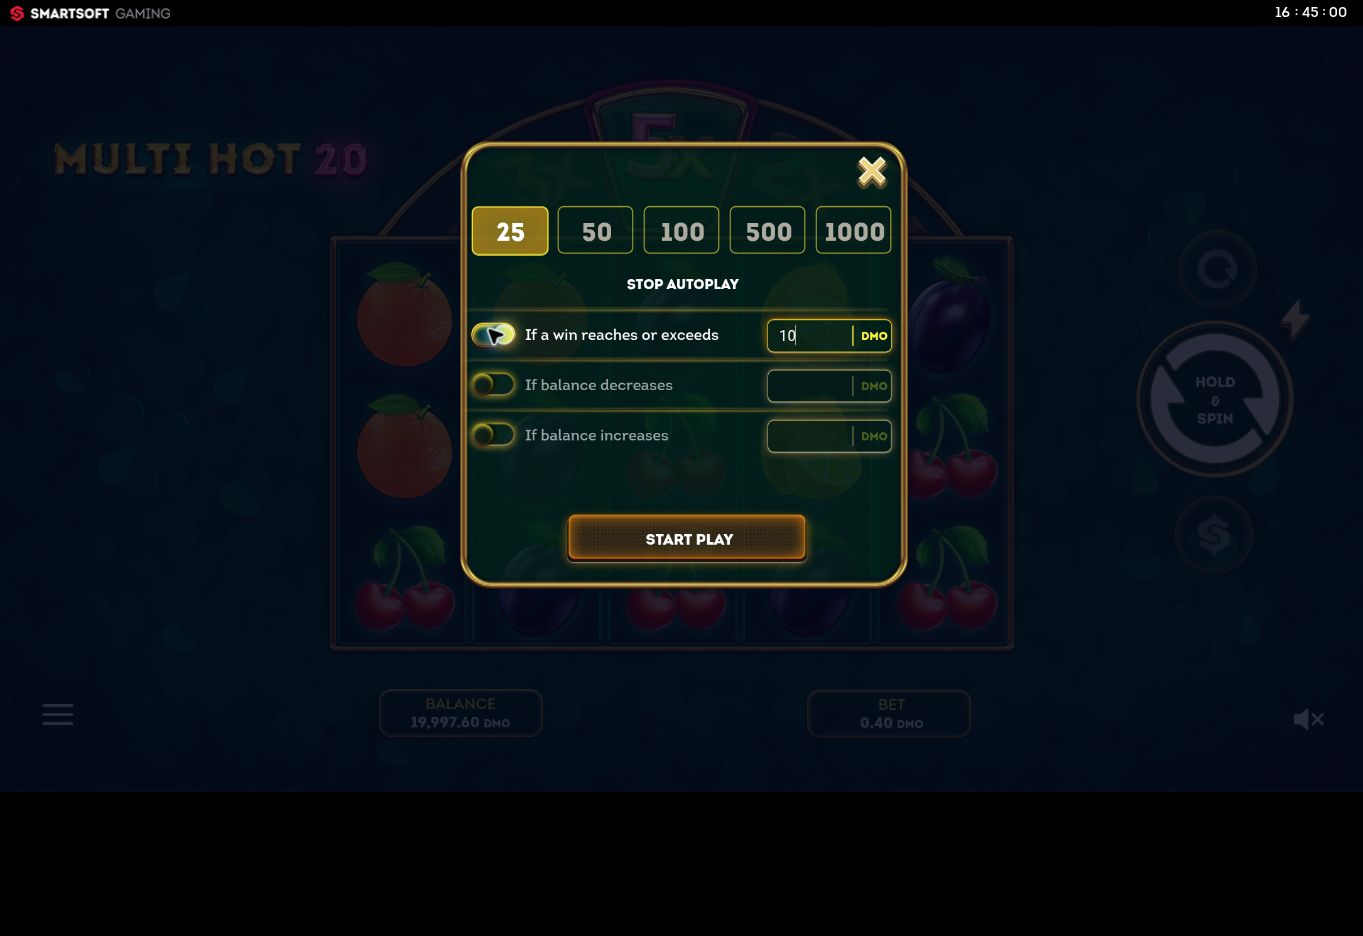 SMARTSOFT GAMING
16 : 45 : 00
MULTI HOT 20
5X
2X
25 50 100 500 1000
STOP AUTOPLAY
If a win reaches or exceeds 10 DMO
If balance decreases DMO
If balance increases DMO
START PLAY
HOLD
&
SPIN
BALANCE
19,997.60 DMO
BET
0.40 DMO